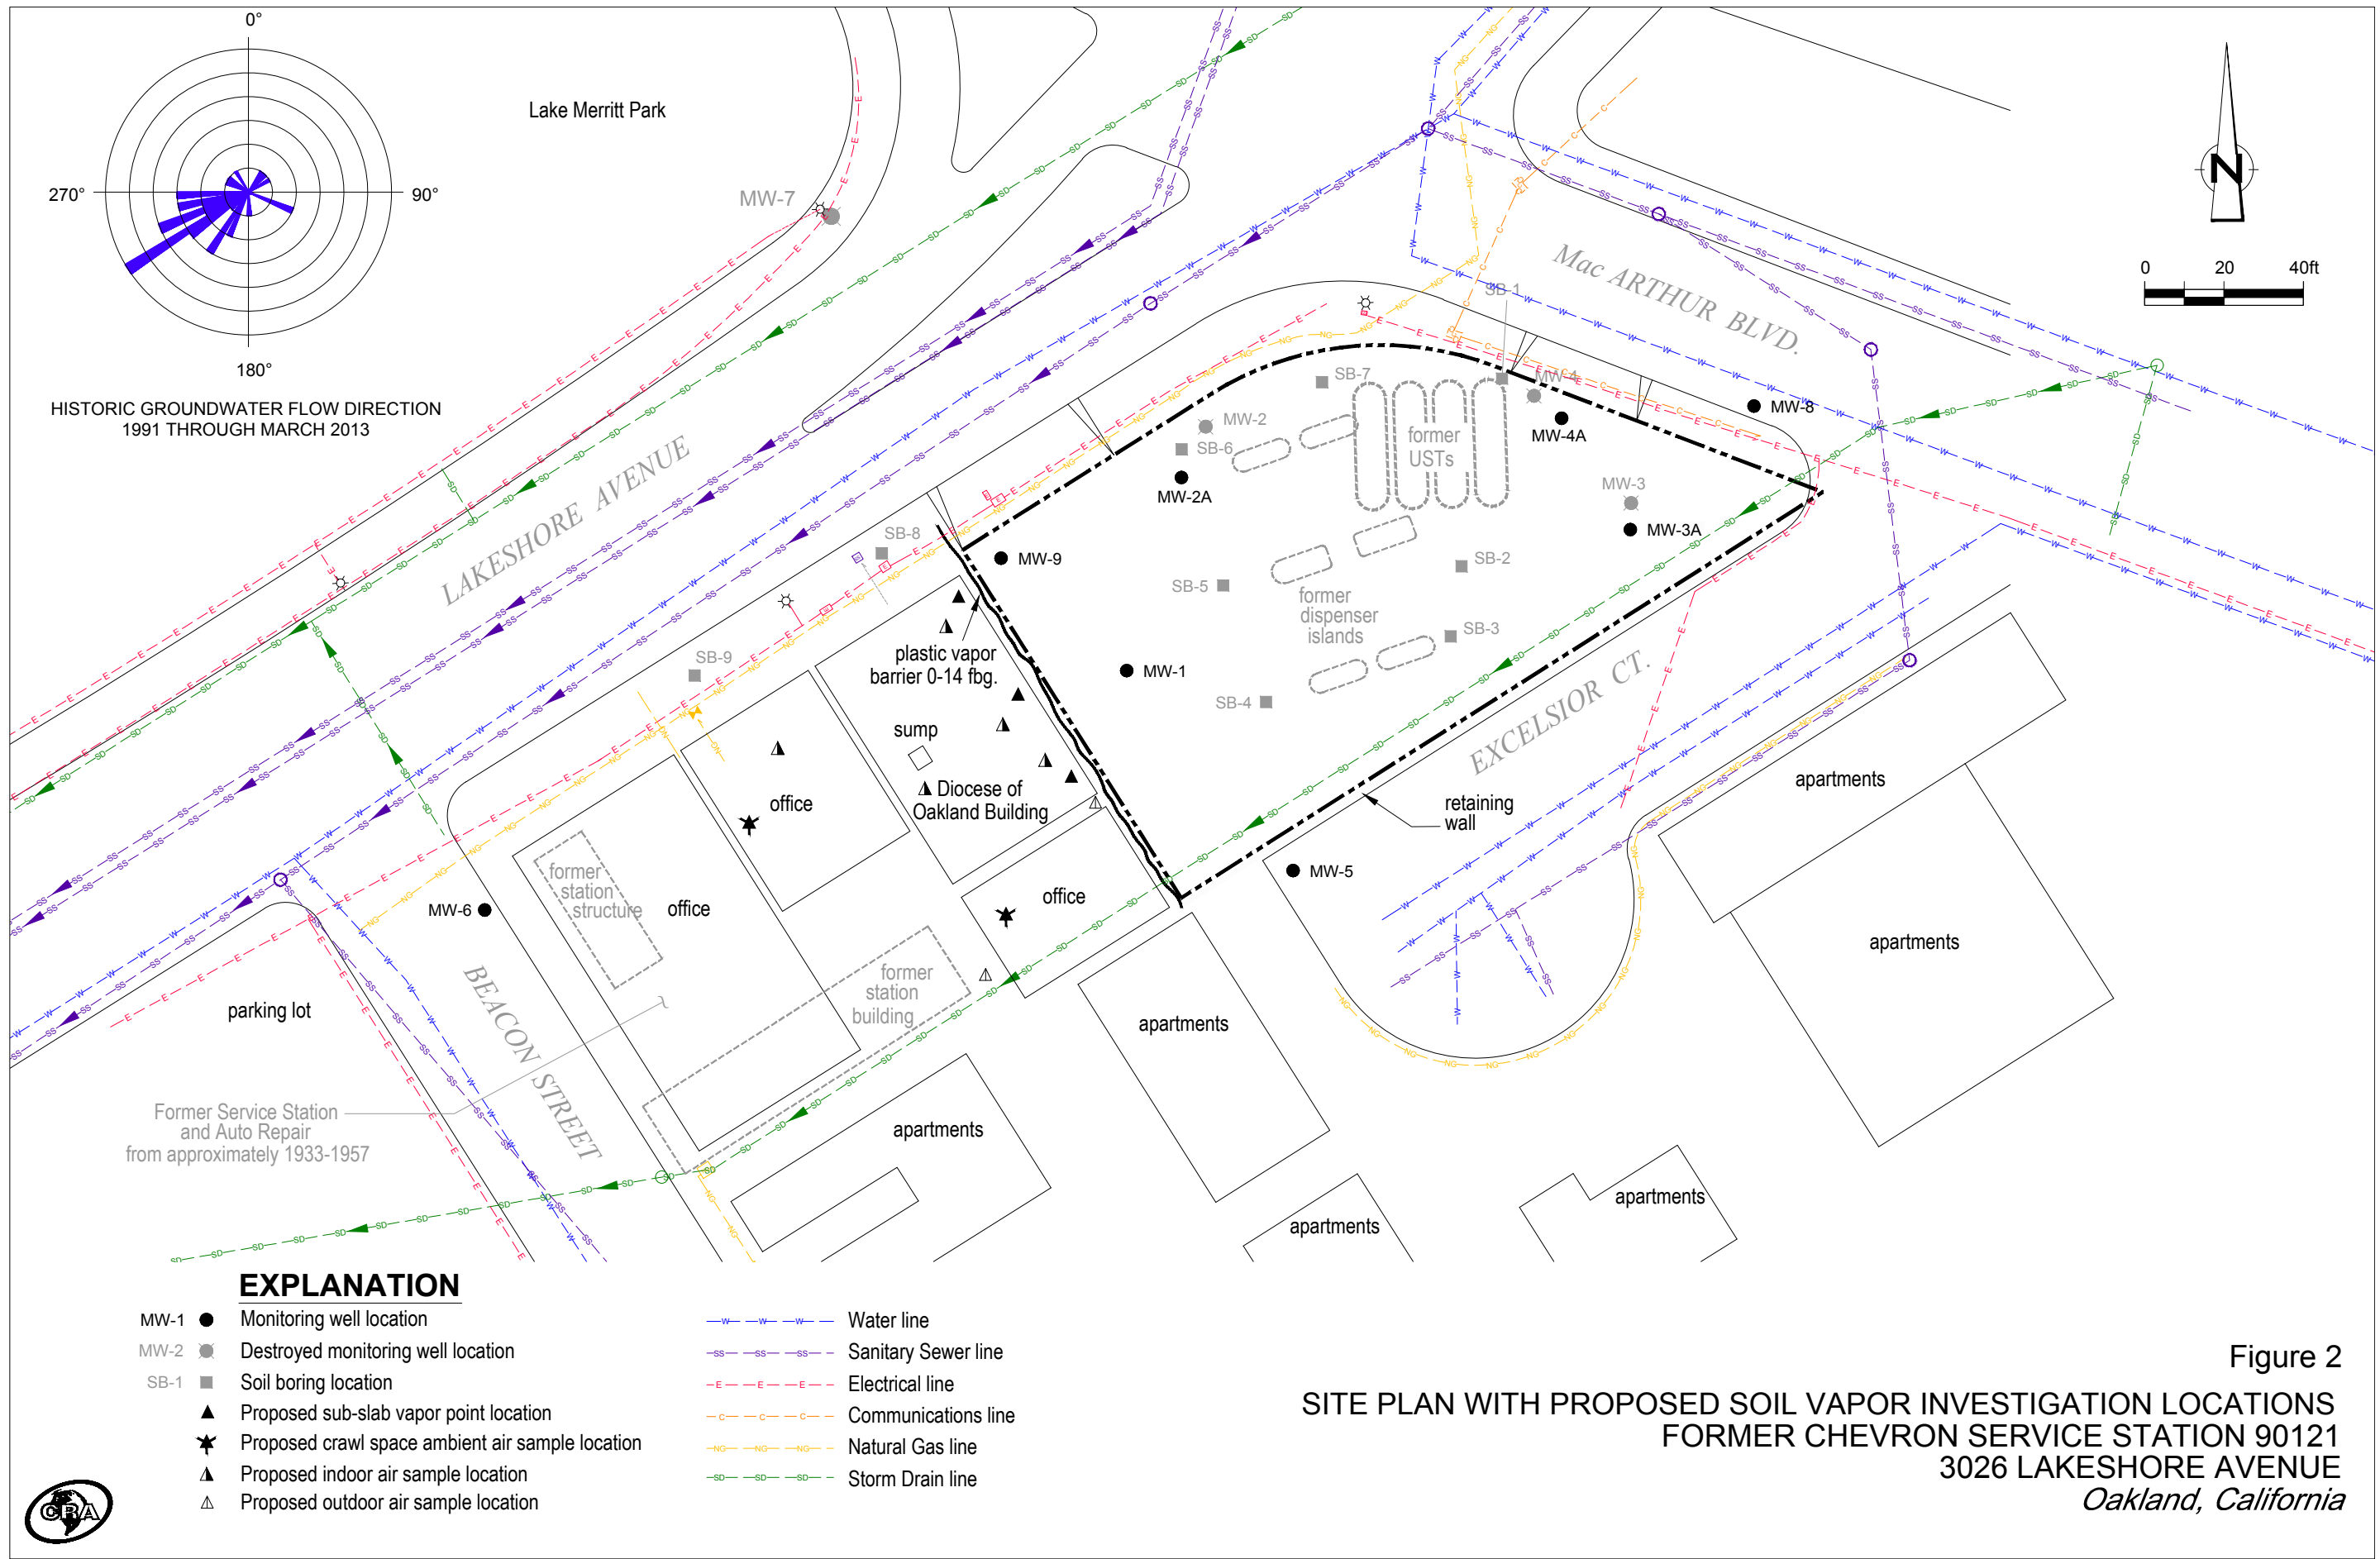 0°
270°
90°
180°
HISTORIC GROUNDWATER FLOW DIRECTION
1991 THROUGH MARCH 2013
Lake Merritt Park
MW-7
N
0 20 40ft
Mac ARTHUR BLVD.
LAKESHORE AVENUE
SB-1
SB-7
MW-4
MW-8
MW-2
MW-4A
SB-6
former
USTs
MW-2A
MW-3
MW-3A
SB-8
MW-9
SB-2
SB-5
former
dispenser
islands
SB-3
plastic vapor
barrier 0-14 fbg.
SB-9
MW-1
SB-4
EXCELSIOR CT.
sump
Diocese of
Oakland Building
office
retaining
wall
apartments
MW-5
former
station
structure
office
office
MW-6
apartments
former
station
building
parking lot
BEACON STREET
apartments
Former Service Station
and Auto Repair
from approximately 1933-1957
apartments
apartments
apartments
EXPLANATION
MW-1 Monitoring well location
MW-2 Destroyed monitoring well location
SB-1 Soil boring location
Proposed sub-slab vapor point location
Proposed crawl space ambient air sample location
Proposed indoor air sample location
Proposed outdoor air sample location
W W W Water line
SS SS SS Sanitary Sewer line
E E E Electrical line
C C C Communications line
NG NG NG Natural Gas line
SD SD SD Storm Drain line
CRA
Figure 2
SITE PLAN WITH PROPOSED SOIL VAPOR INVESTIGATION LOCATIONS
FORMER CHEVRON SERVICE STATION 90121
3026 LAKESHORE AVENUE
Oakland, California